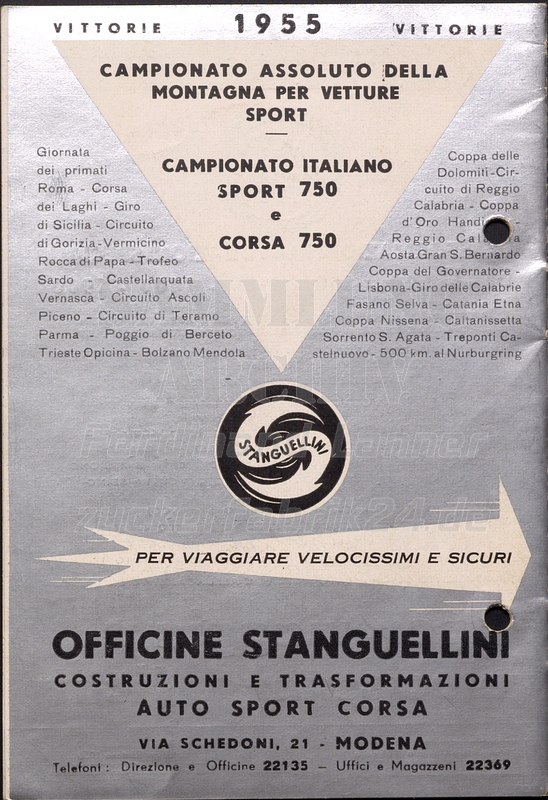 VITTORIE 1955 VITTORIE
CAMPIONATO ASSOLUTO DELLA
MONTAGNA PER VETTURE
SPORT
CAMPIONATO ITALIANO
SPORT 750
e
CORSA 750
Giornata
dei primati
Roma - Corsa
dei Laghi - Giro
di Sicilia - Circuito
di Gorizia-Vermicino
Rocca di Papa - Trofeo
Sardo - Castellarquata
Vernasca - Circuito Ascoli
Piceno - Circuito di Teramo
Parma - Poggio di Berceto
Trieste Opicina - Bolzano Mendola
Coppa delle
Dolomiti-Cir-
cuito di Reggio
Calabria - Coppa
d'Oro
Reggio
Aosta Gran S. Bernardo
Coppa del Governatore -
Lisbona-Giro delle Calabrie
Fasano Selva - Catania Etna
Coppa Nissena - Caltanissetta
Sorrento S. Agata - Treponti Ca-
stelnuovo - 500 km. al Nurburgring
STANGUELLINI
PER VIAGGIARE VELOCISSIMI E SICURI
OFFICINE STANGUELLINI
COSTRUZIONI E TRASFORMAZIONI
AUTO SPORT CORSA
VIA SCHEDONI, 21 - MODENA
Telefoni: Direzione e Officine 22135 - Uffici e Magazzeni 22369
zuckerfabrik24.de